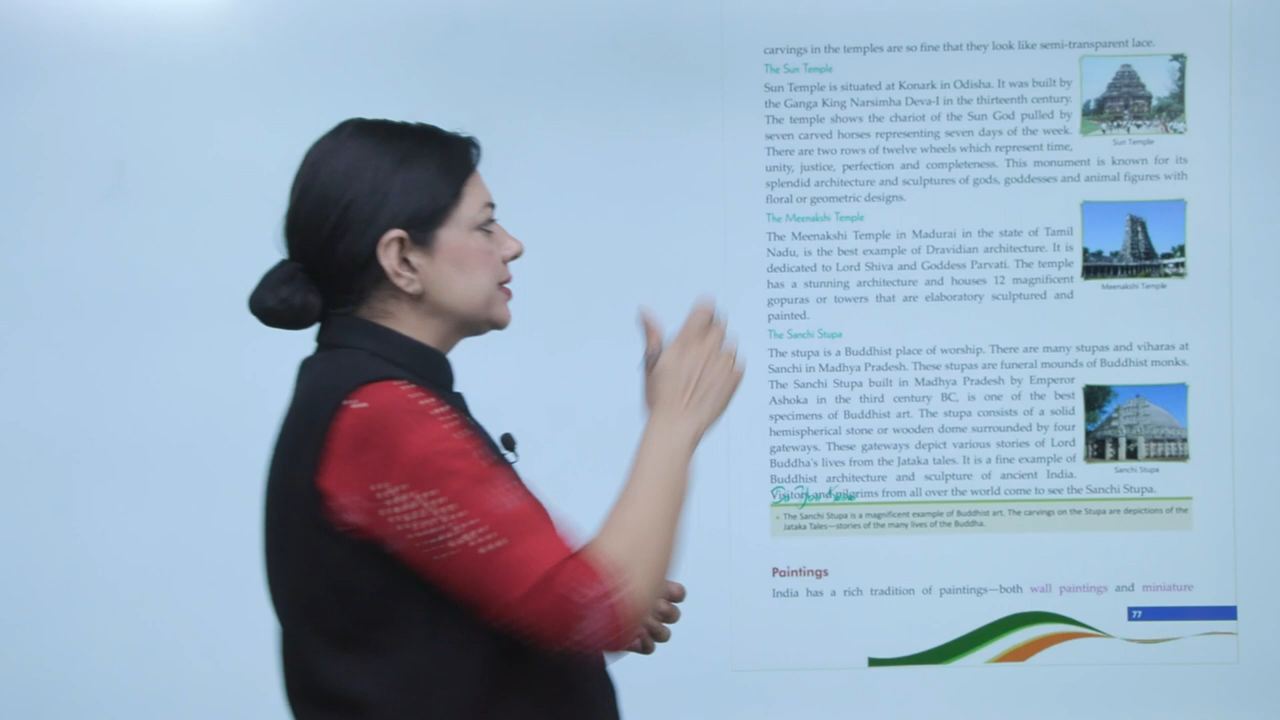 carvings in the temples are so fine that they look like semi-transparent lace.
The Sun Temple
Sun Temple is situated at Konark in Odisha. It was built by
the Ganga King Narsimha Deva-I in the thirteenth century.
The temple shows the chariot of the Sun God pulled by
seven carved horses representing seven days of the week.
There are two rows of twelve wheels which represent time,
unity, justice, perfection and completeness. This monument is known for its
splendid architecture and sculptures of gods, goddesses and animal figures with
floral or geometric designs.
Sun Temple
The Meenakshi Temple
The Meenakshi Temple in Madurai in the state of Tamil
Nadu, is the best example of Dravidian architecture. It is
dedicated to Lord Shiva and Goddess Parvati. The temple
has a stunning architecture and houses 12 magnificent
gopuras or towers that are elaboratory sculptured and
painted.
Meenakshi Temple
The Sanchi Stupa
The stupa is a Buddhist place of worship. There are many stupas and viharas at
Sanchi in Madhya Pradesh. These stupas are funeral mounds of Buddhist monks.
The Sanchi Stupa built in Madhya Pradesh by Emperor
Ashoka in the third century BC, is one of the best
specimens of Buddhist art. The stupa consists of a solid
hemispherical stone or wooden dome surrounded by four
gateways. These gateways depict various stories of Lord
Buddha's lives from the Jataka tales. It is a fine example of
Buddhist architecture and sculpture of ancient India.
Visitors and pilgrims from all over the world come to see the Sanchi Stupa.
Sanchi Stupa
Do You Know
• The Sanchi Stupa is a magnificent example of Buddhist art. The carvings on the Stupa are depictions of the
Jataka Tales—stories of the many lives of the Buddha.
Paintings
India has a rich tradition of paintings—both wall paintings and miniature
77